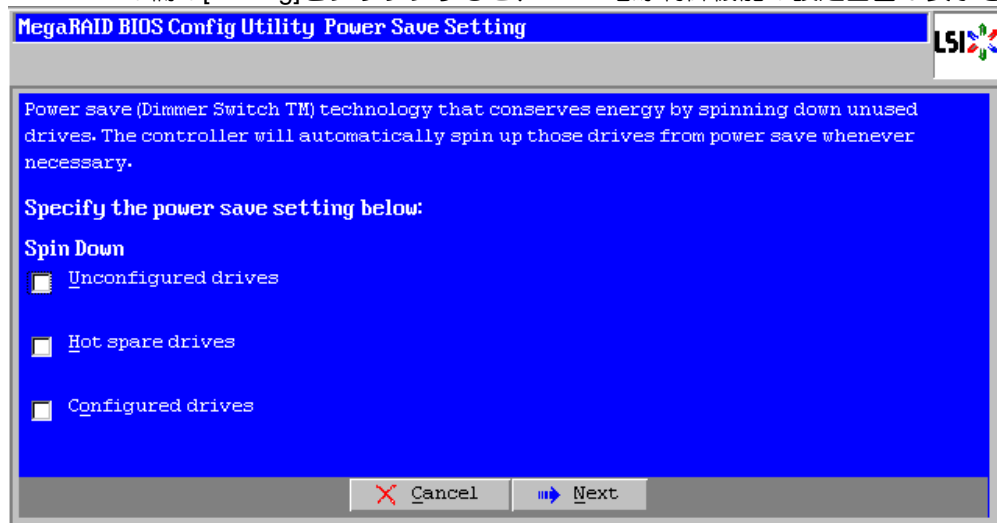 MegaRAID BIOS Config Utility Power Save Setting
LSI
Power save (Dimmer Switch TM) technology that conserves energy by spinning down unused
drives. The controller will automatically spin up those drives from power save whenever
necessary.
Specify the power save setting below:
Spin Down
Unconfigured drives
Hot spare drives
Configured drives
Cancel
Next